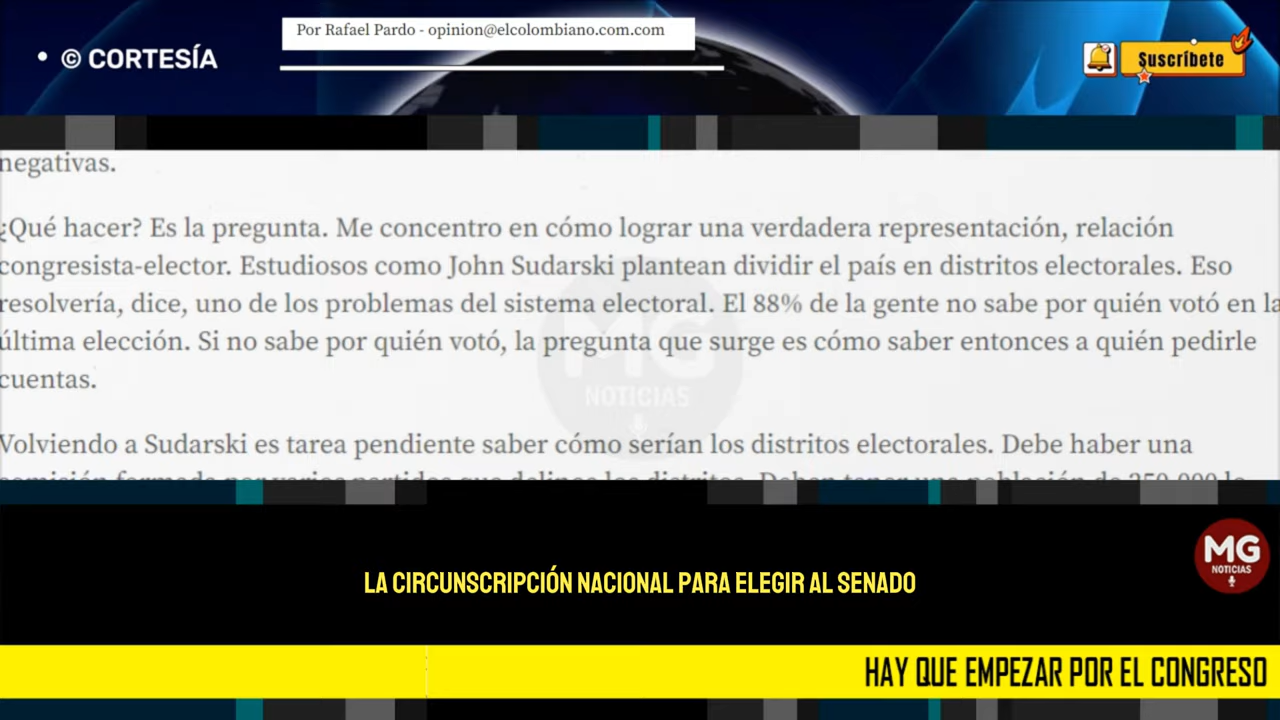 Por Rafael Pardo - opinion@elcolombiano.com.com
• © CORTESÍA
Suscríbete
negativas.
¿Qué hacer? Es la pregunta. Me concentro en cómo lograr una verdadera representación, relación
congresista-elector. Estudiosos como John Sudarski plantean dividir el país en distritos electorales. Eso
resolvería, dice, uno de los problemas del sistema electoral. El 88% de la gente no sabe por quién votó en la
última elección. Si no sabe por quién votó, la pregunta que surge es cómo saber entonces a quién pedirle
cuentas.
MG
NOTICIAS
Volviendo a Sudarski es tarea pendiente saber cómo serían los distritos electorales. Debe haber una
MG
NOTICIAS
LA CIRCUNSCRIPCIÓN NACIONAL PARA ELEGIR AL SENADO
HAY QUE EMPEZAR POR EL CONGRESO